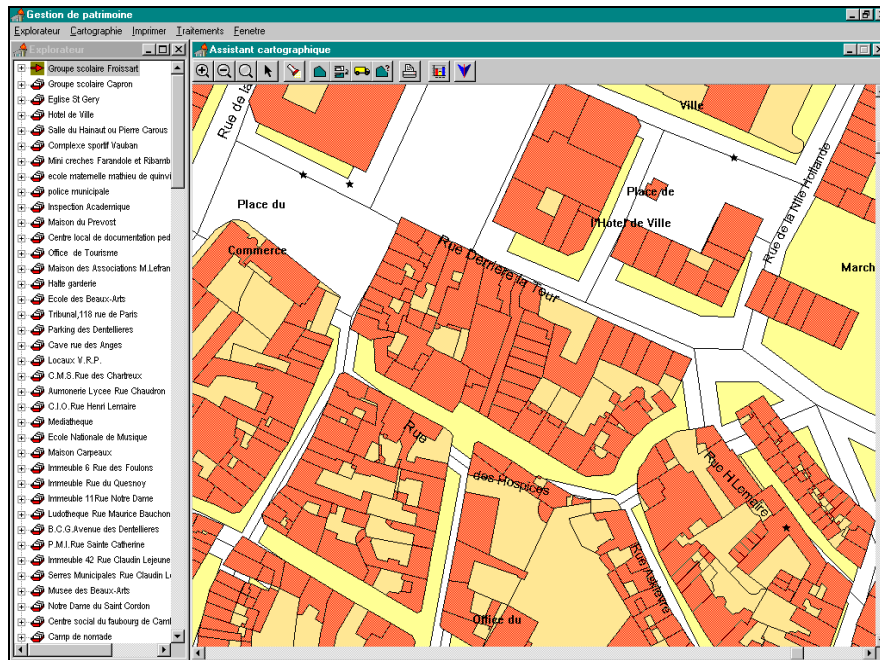 Gestion de patrimoine
Explorateur Cartographie Imprimer Traitements Fenetre
Explorateur
Groupe scolaire Froissart
Groupe scolaire Capron
Eglise St Gery
Hotel de Ville
Salle du Hainaut ou Pierre Carous
Complexe sportif Vauban
Mini creches Farandole et Ribamb
ecole maternelle mathieu de quinvi
police municipale
Inspection Academique
Maison du Prevost
Centre local de documentation ped
Office de Tourisme
Maison des Associations M.Lefran
Halte garderie
Ecole des Beaux-Arts
Tribunal,118 rue de Paris
Parking des Dentellieres
Cave rue des Anges
Locaux V.R.P.
C.M.S.Rue des Chartreux
Aumonerie Lycee Rue Chaudron
C.I.O.Rue Henri Lemaire
Mediatheque
Ecole Nationale de Musique
Maison Carpeaux
Immeuble 6 Rue des Foulons
Immeuble Rue du Quesnoy
Immeuble 11Rue Notre Dame
Ludotheque Rue Maurice Bauchon
B.C.G.Avenue des Dentellieres
P.M.I.Rue Sainte Catherine
Immeuble 42 Rue Claudin Lejeune
Serres Municipales Rue Claudin L
Musee des Beaux-Arts
Notre Dame du Saint Cordon
Centre social du faubourg de Caml
Camp de nomade
Assistant cartographique
Rue de la
Ville
Place du
Commerce
Place de
l'Hotel de Ville
Rue de la Ntle Hollande
March
Rue Derriere la Tour
Rue
des Hospices
Rue H Lemaire
Office du